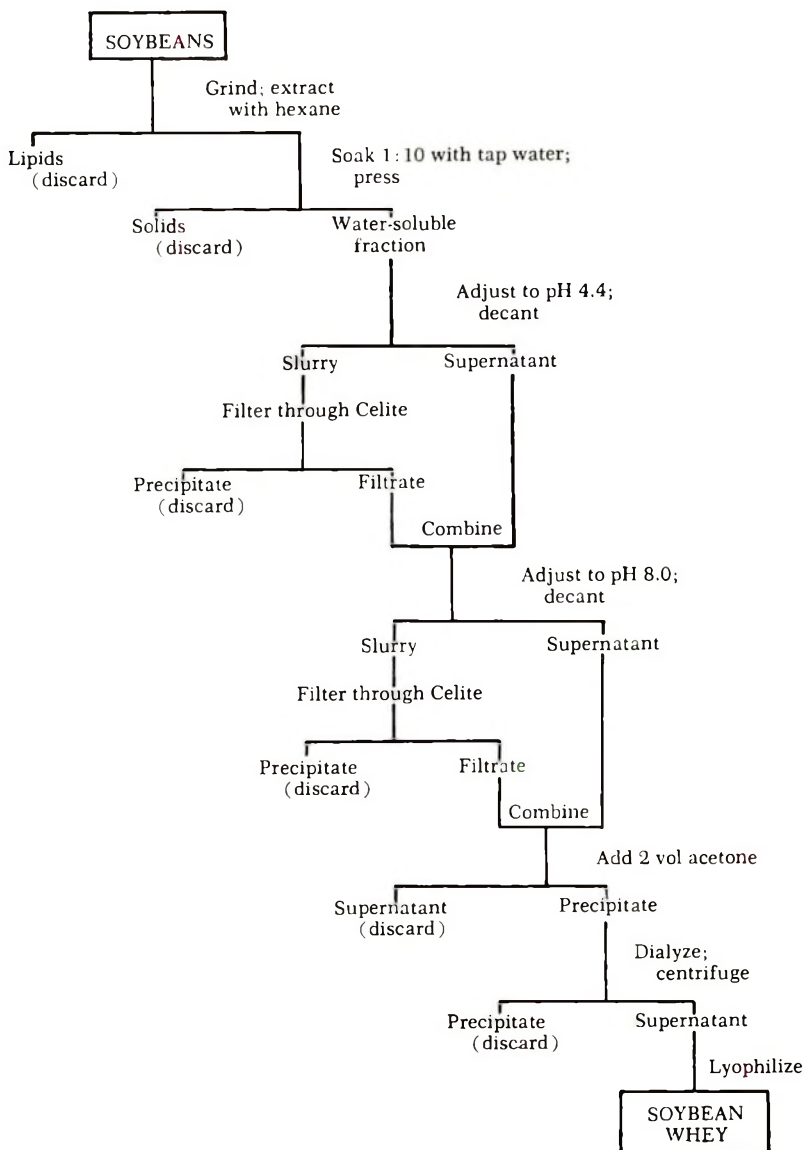 SOYBEANS
Grind; extract
with hexane
Lipids
(discard)
Soak 1:10 with tap water;
press
Solids
(discard)
Water-soluble
fraction
Adjust to pH 4.4;
decant
Slurry
Supernatant
Filter through Celite
Precipitate
(discard)
Filtrate
Combine
Adjust to pH 8.0;
decant
Slurry
Supernatant
Filter through Celite
Precipitate
(discard)
Filtrate
Combine
Add 2 vol acetone
Supernatant
(discard)
Precipitate
Dialyze;
centrifuge
Precipitate
(discard)
Supernatant
Lyophilize
SOYBEAN
WHEY